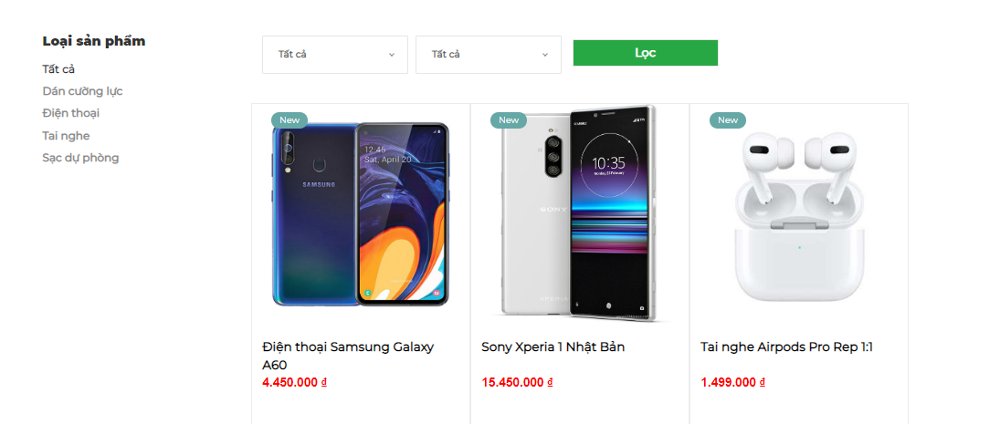 Loại sản phẩm
Tất cả
Dán cường lực
Điện thoại
Tai nghe
Sạc dự phòng
Tất cả
Tất cả
Lọc
New
12:45
Sat, April 20
SAMSUNG
Điện thoại Samsung Galaxy
A60
4.450.000 ₫
New
SONY
XPERIA
10:35
Sony Xperia 1 Nhật Bản
15.450.000 ₫
New
Tai nghe Airpods Pro Rep 1:1
1.499.000 ₫